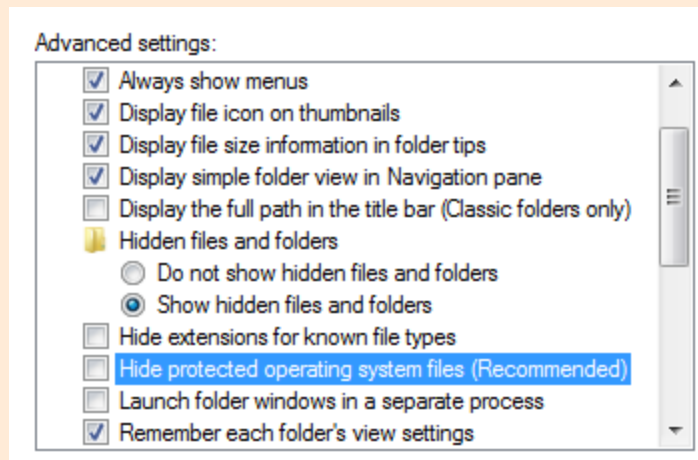 Advanced settings:
Always show menus
Display file icon on thumbnails
Display file size information in folder tips
Display simple folder view in Navigation pane
Display the full path in the title bar (Classic folders only)
Hidden files and folders
Do not show hidden files and folders
Show hidden files and folders
Hide extensions for known file types
Hide protected operating system files (Recommended)
Launch folder windows in a separate process
Remember each folder's view settings